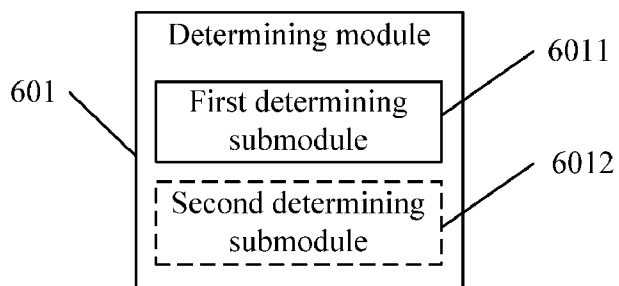 Determining module
6011
601
First determining
submodule
6012
Second determining
submodule